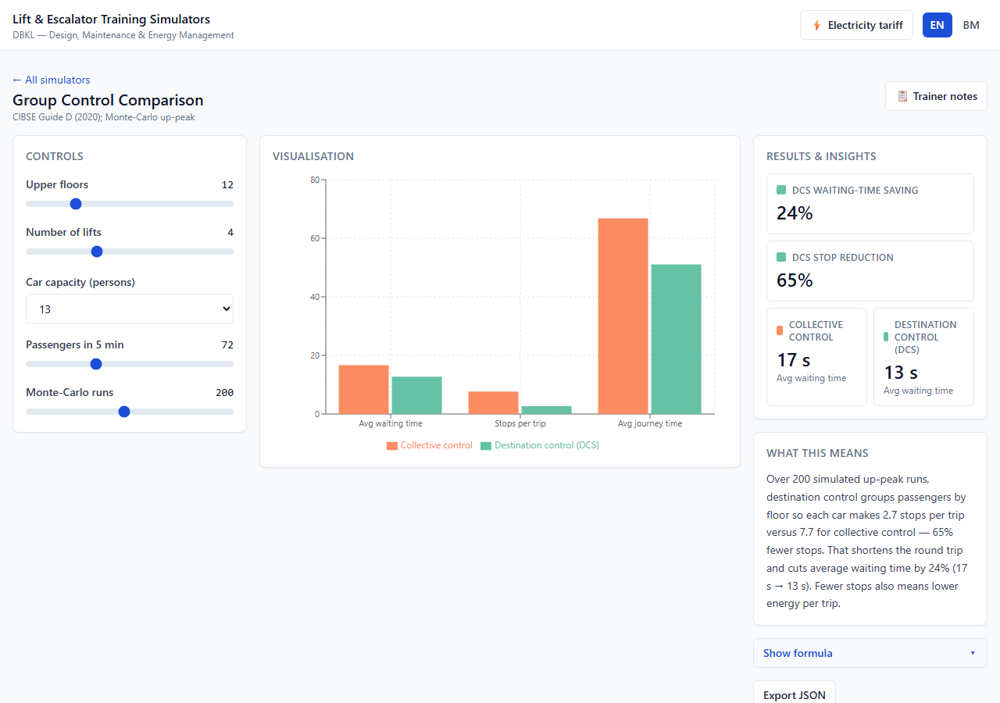 Lift & Escalator Training Simulators
DBKL — Design, Maintenance & Energy Management
Electricity tariff
EN
BM
← All simulators
Group Control Comparison
CIBSE Guide D (2020); Monte-Carlo up-peak
Trainer notes
CONTROLS
Upper floors
12
Number of lifts
4
Car capacity (persons)
13
Passengers in 5 min
72
Monte-Carlo runs
200
VISUALISATION
80
60
40
20
0
Avg waiting time
Stops per trip
Avg journey time
Collective control
Destination control (DCS)
RESULTS & INSIGHTS
DCS WAITING-TIME SAVING
24%
DCS STOP REDUCTION
65%
COLLECTIVE
CONTROL
17 s
Avg waiting time
DESTINATION
CONTROL
(DCS)
13 s
Avg waiting time
WHAT THIS MEANS
Over 200 simulated up-peak runs,
destination control groups passengers by
floor so each car makes 2.7 stops per trip
versus 7.7 for collective control — 65%
fewer stops. That shortens the round trip
and cuts average waiting time by 24% (17
s → 13 s). Fewer stops also means lower
energy per trip.
Show formula
Export JSON